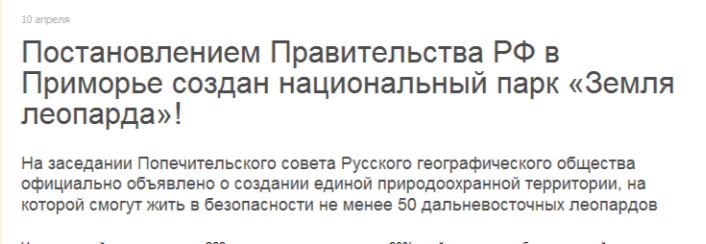 10 апреля
Постановлением Правительства РФ в
Приморье создан национальный парк «Земля
леопарда»!
На заседании Попечительского совета Русского географического общества
официально объявлено о создании единой природоохранной территории, на
которой смогут жить в безопасности не менее 50 дальневосточных леопардов